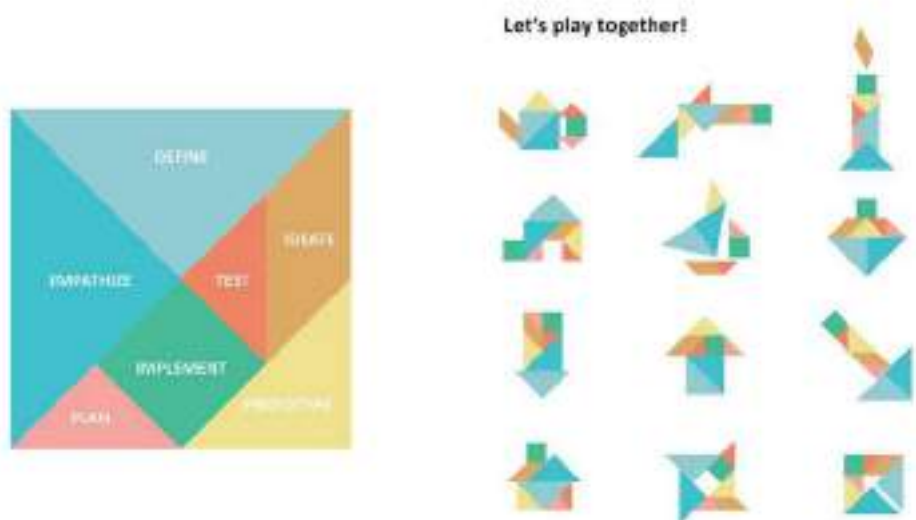 Let's play together!
DEFINE
IDEATE
EMPATHIZE
TEST
IMPLEMENT
PROTOTYPE
PLAN